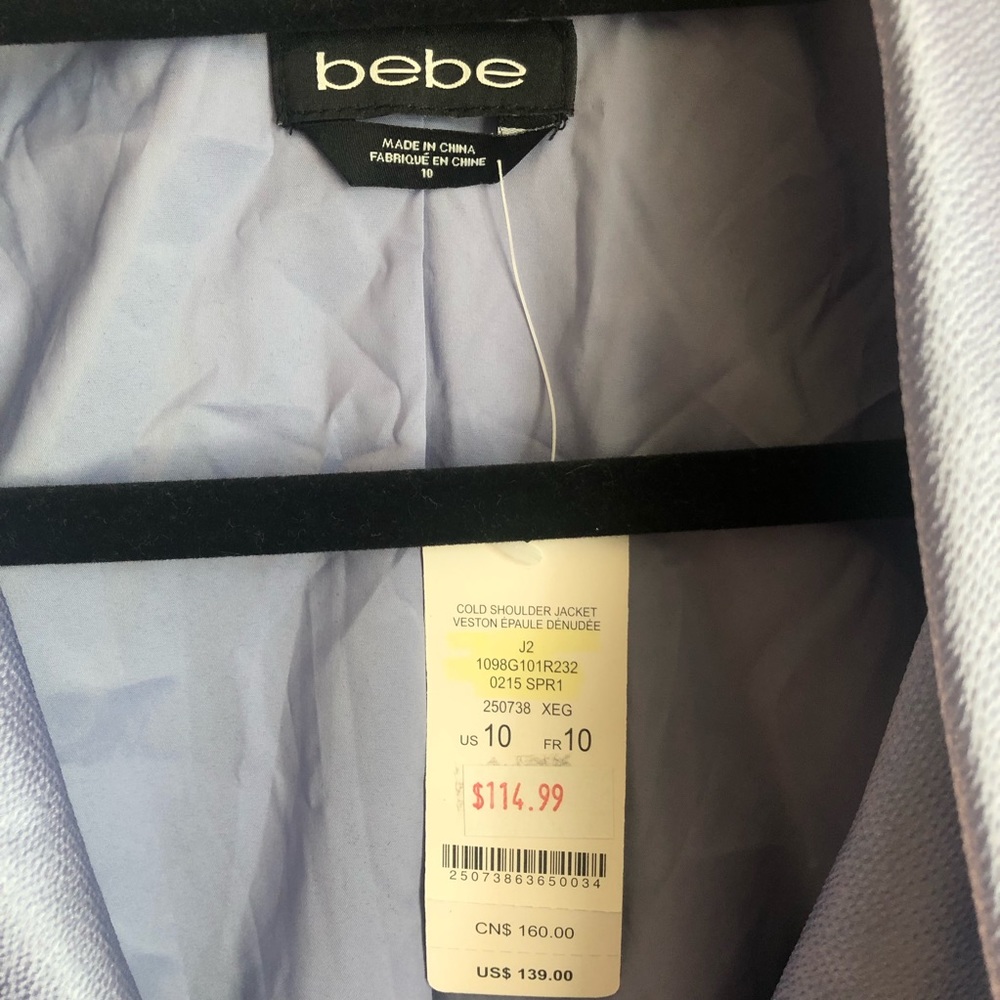 bebe
MADE IN CHINA
FABRIQUÉ EN CHINE
10
COLD SHOULDER JACKET
VESTON ÉPAULE DÉNUDÉE
J2
1098G101R232
0215 SPR1
250738 XEG
US 10 FR 10
$114.99
25073863650034
CN$ 160.00
US$ 139.00